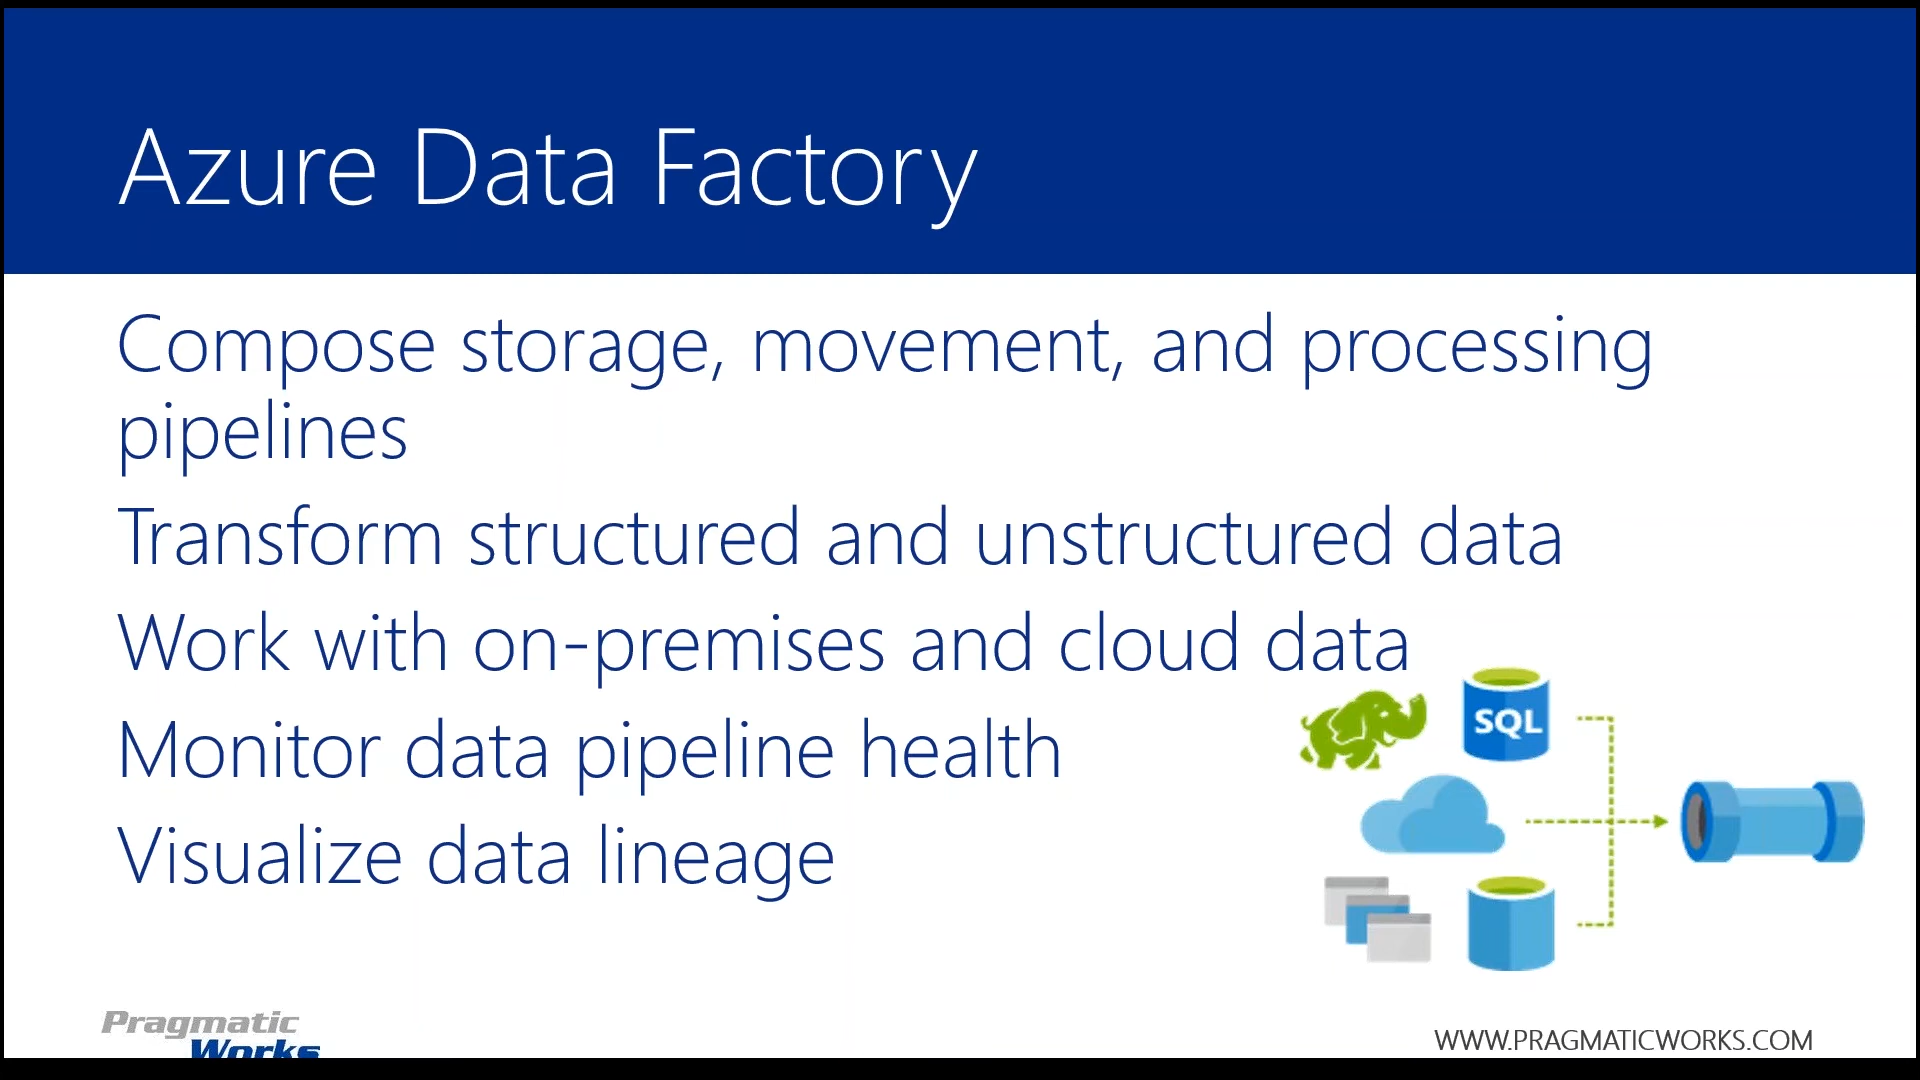 Azure Data Factory
Compose storage, movement, and processing
pipelines
Transform structured and unstructured data
Work with on-premises and cloud data
Monitor data pipeline health
Visualize data lineage
SQL
Pragmatic
Works
WWW.PRAGMATICWORKS.COM